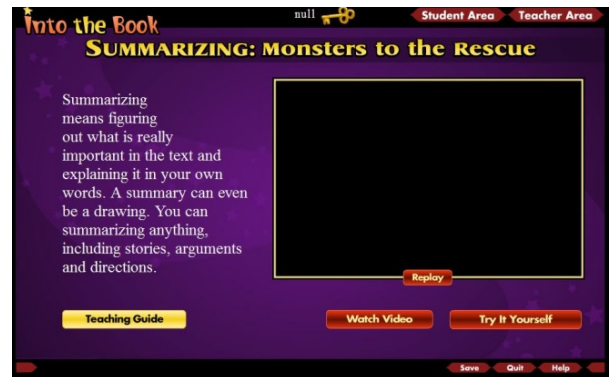 Into the Book
null
Student Area
Teacher Area
SUMMARIZING: Monsters to the Rescue
Summarizing
means figuring
out what is really
important in the text and
explaining it in your own
words. A summary can even
be a drawing. You can
summarizing anything,
including stories, arguments
and directions.
Replay
Teaching Guide
Watch Video
Try It Yourself
Save
Quit
Help